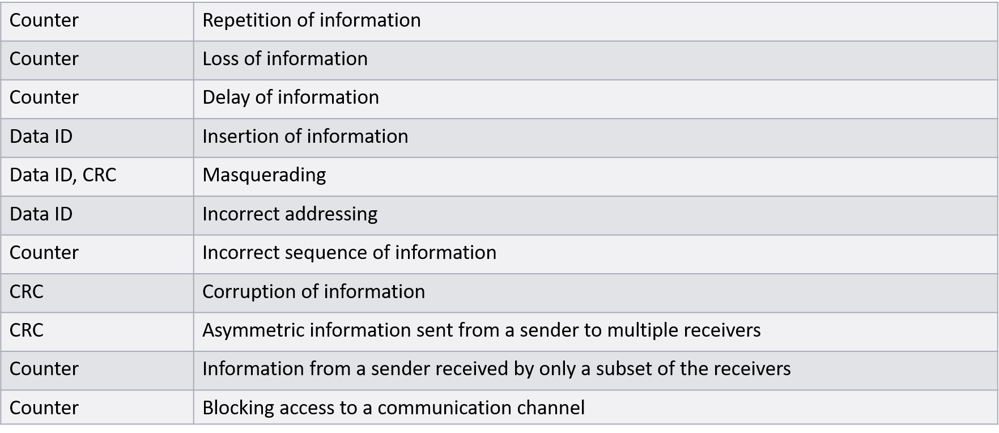 Counter Repetition of information
Counter Loss of information
Counter Delay of information
Data ID Insertion of information
Data ID, CRC Masquerading
Data ID Incorrect addressing
Counter Incorrect sequence of information
CRC Corruption of information
CRC Asymmetric information sent from a sender to multiple receivers
Counter Information from a sender received by only a subset of the receivers
Counter Blocking access to a communication channel